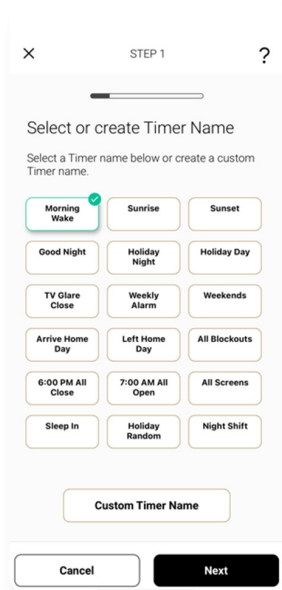 STEP 1
?
Select or create Timer Name
Select a Timer name below or create a custom
Timer name.
Morning
Wake
Sunrise
Sunset
Good Night
Holiday
Night
Holiday Day
TV Glare
Close
Weekly
Alarm
Weekends
Arrive Home
Day
Left Home
Day
All Blockouts
6:00 PM All
Close
7:00 AM All
Open
All Screens
Sleep In
Holiday
Random
Night Shift
Custom Timer Name
Cancel
Next